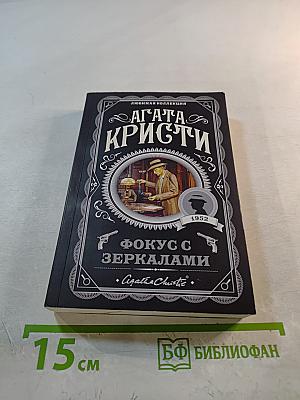 ЛЮБИМАЯ КОЛЛЕКЦИЯ
АГАТА
КРИСТИ
1952
ФОКУС С
ЗЕРКАЛАМИ
Agatha Christie
15 см
БФ БИБЛИОФАН